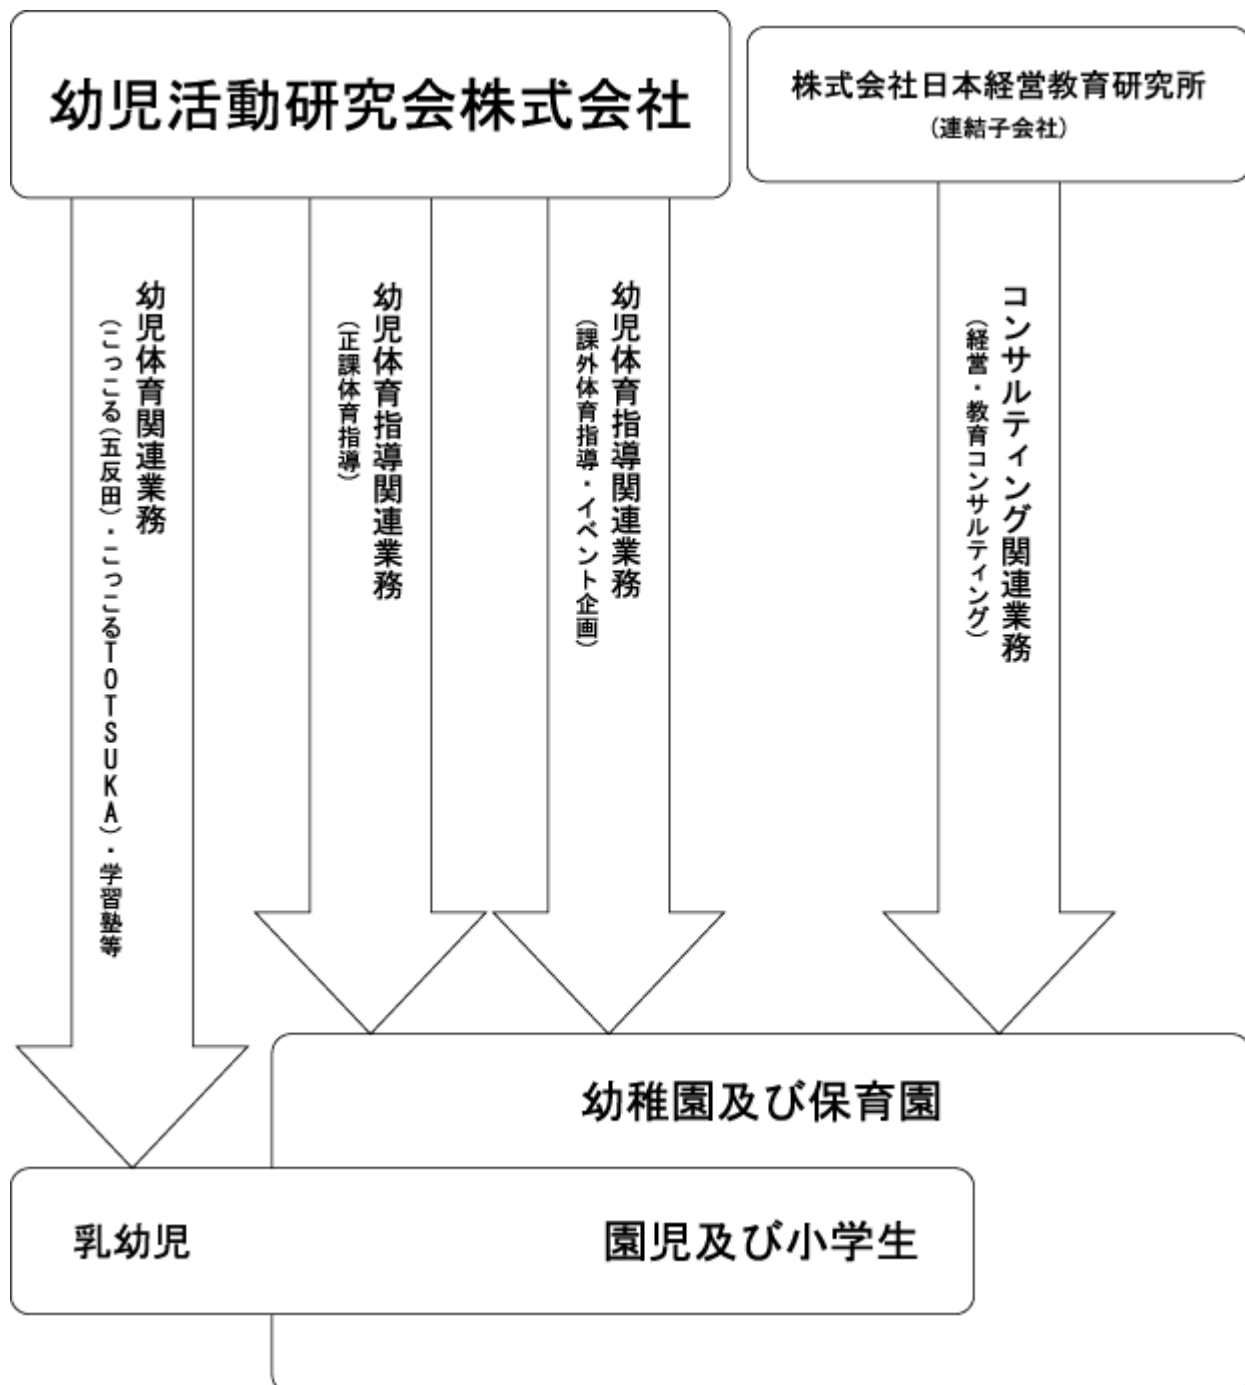 幼児活動研究会株式会社
株式会社日本経営教育研究所
(連結子会社)
幼児体育関連業務
(こっこる(五反田)・こっこるTOTSUKA)・学習塾等
幼児体育指導関連業務
(正課体育指導)
幼児体育指導関連業務
(課外体育指導・イベント企画)
コンサルティング関連業務
(経営・教育コンサルティング)
幼稚園及び保育園
乳幼児
園児及び小学生